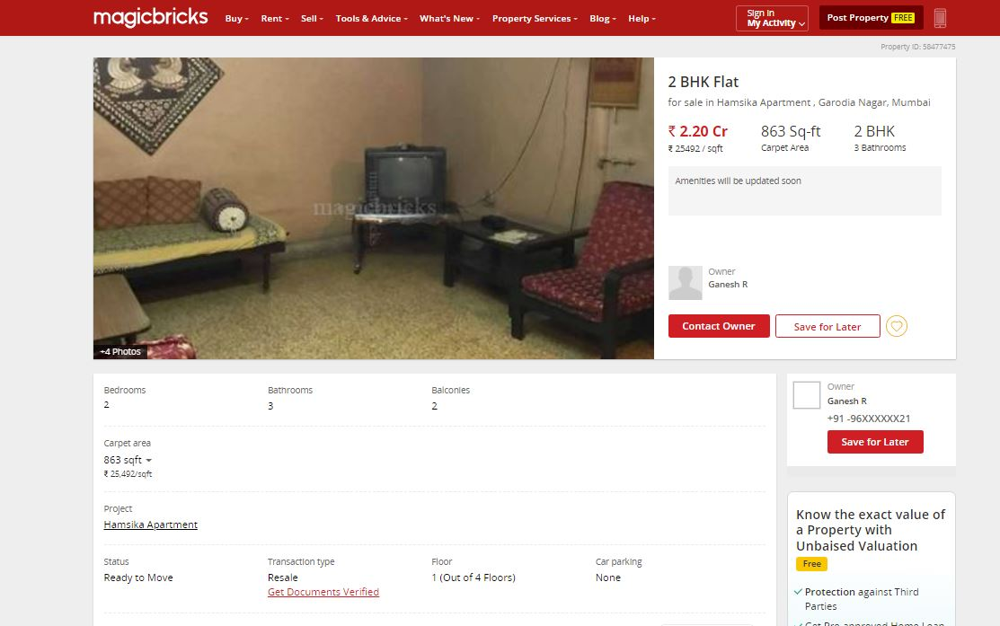 magicbricks
Buy Rent Sell Tools & Advice What's New Property Services Blog Help
Sign In
My Activity
Post Property FREE
Property ID: 58477475
magicbricks
+4 Photos
2 BHK Flat
for sale in Hamsika Apartment , Garodia Nagar, Mumbai
₹ 2.20 Cr 863 Sq-ft 2 BHK
₹ 25492 / sqft Carpet Area 3 Bathrooms
Amenities will be updated soon
Owner
Ganesh R
Contact Owner Save for Later
Bedrooms Bathrooms Balconies
2 3 2
Carpet area
863 sqft
₹ 25,492/sqft
Project
Hamsika Apartment
Status Transaction type Floor Car parking
Ready to Move Resale 1 (Out of 4 Floors) None
Get Documents Verified
Owner
Ganesh R
+91 -96XXXXXX21
Save for Later
Know the exact value of
a Property with
Unbaised Valuation
Free
Protection against Third
Parties
Get Pre-approved Home Loan